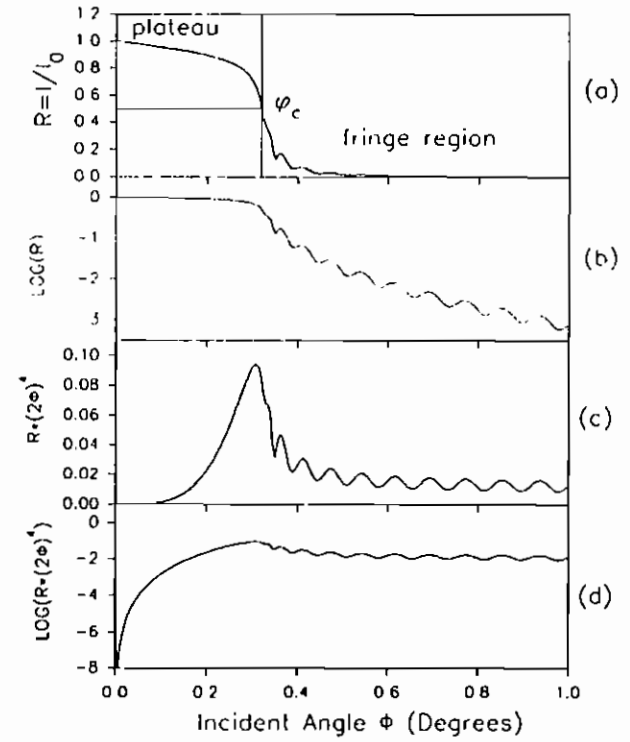 1.2
plateau
1.0
0.8
0.6
0.4
0.2
0.0
R=I/I0
φc
fringe region
(a)
0
-1
-2
3
LOG(R)
(b)
0.10
0.08
0.06
0.04
0.02
0.00
R*(2Φ)^4
(c)
0
-2
-4
-6
-8
LOG(R*(2Φ)^4)
(d)
0.0 0.2 0.4 0.6 0.8 1.0
Incident Angle Φ (Degrees)